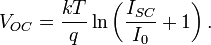 V_{OC} = \frac{kT}{q} \ln \left( \frac{I_{SC}}{I_0} + 1 \right).